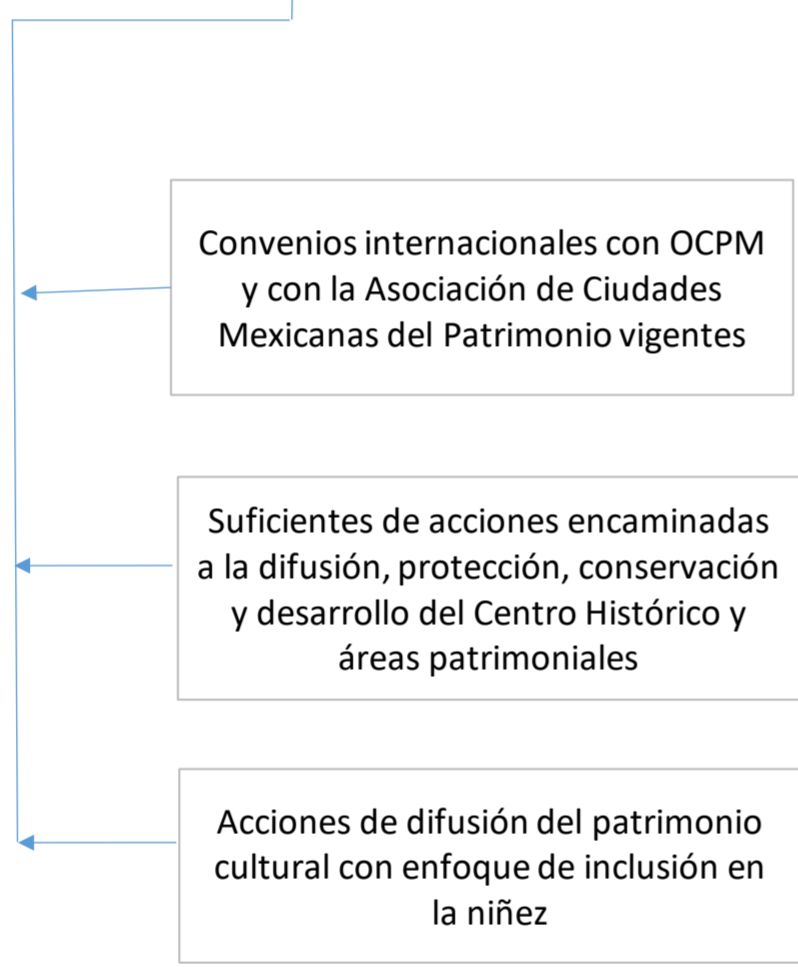 Convenios internacionales con OCPM
y con la Asociación de Ciudades
Mexicanas del Patrimonio vigentes
Suficientes de acciones encaminadas
a la difusión, protección, conservación
y desarrollo del Centro Histórico y
áreas patrimoniales
Acciones de difusión del patrimonio
cultural con enfoque de inclusión en
la niñez